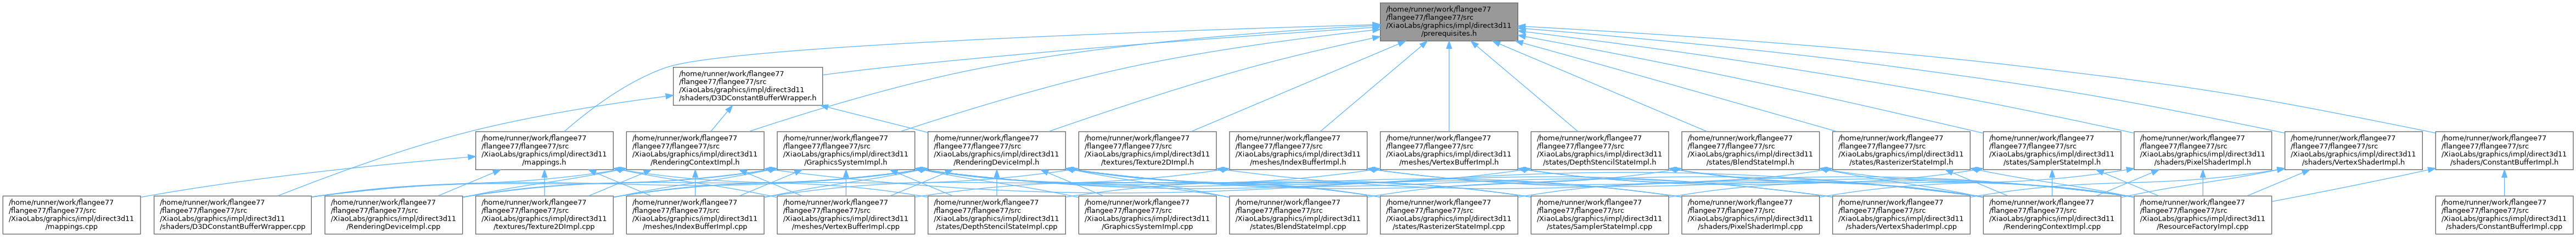 /home/runner/work/flangee77
/flangee77/flangee77/src
/XiaoLabs/graphics/impl/direct3d11
/prerequisites.h
/home/runner/work/flangee77
/flangee77/flangee77/src
/XiaoLabs/graphics/impl/direct3d11
/shaders/D3DConstantBufferWrapper.h
/home/runner/work/flangee77
/flangee77/flangee77/src
/XiaoLabs/graphics/impl/direct3d11
/mappings.h
/home/runner/work/flangee77
/flangee77/flangee77/src
/XiaoLabs/graphics/impl/direct3d11
/RenderingContextImpl.h
/home/runner/work/flangee77
/flangee77/flangee77/src
/XiaoLabs/graphics/impl/direct3d11
/GraphicsSystemImpl.h
/home/runner/work/flangee77
/flangee77/flangee77/src
/XiaoLabs/graphics/impl/direct3d11
/RenderingDeviceImpl.h
/home/runner/work/flangee77
/flangee77/flangee77/src
/XiaoLabs/graphics/impl/direct3d11
/textures/Texture2DImpl.h
/home/runner/work/flangee77
/flangee77/flangee77/src
/XiaoLabs/graphics/impl/direct3d11
/meshes/IndexBufferImpl.h
/home/runner/work/flangee77
/flangee77/flangee77/src
/XiaoLabs/graphics/impl/direct3d11
/meshes/VertexBufferImpl.h
/home/runner/work/flangee77
/flangee77/flangee77/src
/XiaoLabs/graphics/impl/direct3d11
/states/DepthStencilStateImpl.h
/home/runner/work/flangee77
/flangee77/flangee77/src
/XiaoLabs/graphics/impl/direct3d11
/states/BlendStateImpl.h
/home/runner/work/flangee77
/flangee77/flangee77/src
/XiaoLabs/graphics/impl/direct3d11
/states/RasterizerStateImpl.h
/home/runner/work/flangee77
/flangee77/flangee77/src
/XiaoLabs/graphics/impl/direct3d11
/states/SamplerStateImpl.h
/home/runner/work/flangee77
/flangee77/flangee77/src
/XiaoLabs/graphics/impl/direct3d11
/shaders/PixelShaderImpl.h
/home/runner/work/flangee77
/flangee77/flangee77/src
/XiaoLabs/graphics/impl/direct3d11
/shaders/VertexShaderImpl.h
/home/runner/work/flangee77
/flangee77/flangee77/src
/XiaoLabs/graphics/impl/direct3d11
/shaders/ConstantBufferImpl.h
/home/runner/work/flangee77
/flangee77/flangee77/src
/XiaoLabs/graphics/impl/direct3d11
/mappings.cpp
/home/runner/work/flangee77
/flangee77/flangee77/src
/XiaoLabs/graphics/impl/direct3d11
/shaders/D3DConstantBufferWrapper.cpp
/home/runner/work/flangee77
/flangee77/flangee77/src
/XiaoLabs/graphics/impl/direct3d11
/RenderingDeviceImpl.cpp
/home/runner/work/flangee77
/flangee77/flangee77/src
/XiaoLabs/graphics/impl/direct3d11
/textures/Texture2DImpl.cpp
/home/runner/work/flangee77
/flangee77/flangee77/src
/XiaoLabs/graphics/impl/direct3d11
/meshes/IndexBufferImpl.cpp
/home/runner/work/flangee77
/flangee77/flangee77/src
/XiaoLabs/graphics/impl/direct3d11
/meshes/VertexBufferImpl.cpp
/home/runner/work/flangee77
/flangee77/flangee77/src
/XiaoLabs/graphics/impl/direct3d11
/states/DepthStencilStateImpl.cpp
/home/runner/work/flangee77
/flangee77/flangee77/src
/XiaoLabs/graphics/impl/direct3d11
/GraphicsSystemImpl.cpp
/home/runner/work/flangee77
/flangee77/flangee77/src
/XiaoLabs/graphics/impl/direct3d11
/states/BlendStateImpl.cpp
/home/runner/work/flangee77
/flangee77/flangee77/src
/XiaoLabs/graphics/impl/direct3d11
/states/RasterizerStateImpl.cpp
/home/runner/work/flangee77
/flangee77/flangee77/src
/XiaoLabs/graphics/impl/direct3d11
/states/SamplerStateImpl.cpp
/home/runner/work/flangee77
/flangee77/flangee77/src
/XiaoLabs/graphics/impl/direct3d11
/shaders/PixelShaderImpl.cpp
/home/runner/work/flangee77
/flangee77/flangee77/src
/XiaoLabs/graphics/impl/direct3d11
/shaders/VertexShaderImpl.cpp
/home/runner/work/flangee77
/flangee77/flangee77/src
/XiaoLabs/graphics/impl/direct3d11
/RenderingContextImpl.cpp
/home/runner/work/flangee77
/flangee77/flangee77/src
/XiaoLabs/graphics/impl/direct3d11
/ResourceFactoryImpl.cpp
/home/runner/work/flangee77
/flangee77/flangee77/src
/XiaoLabs/graphics/impl/direct3d11
/shaders/ConstantBufferImpl.cpp